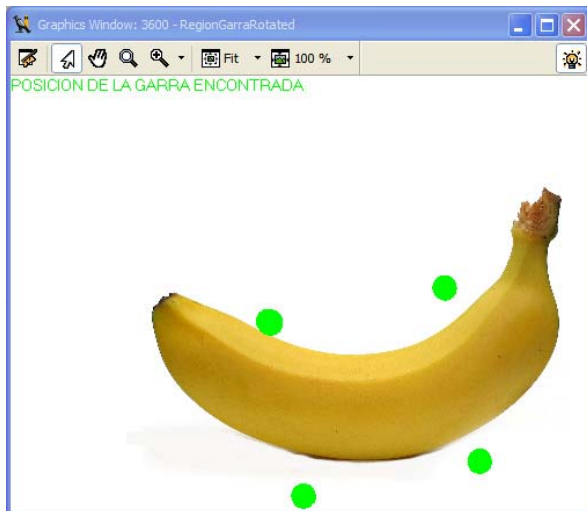 Graphics Window: 3600 - RegionGarraRotated
Fit 100 %
POSICION DE LA GARRA ENCONTRADA